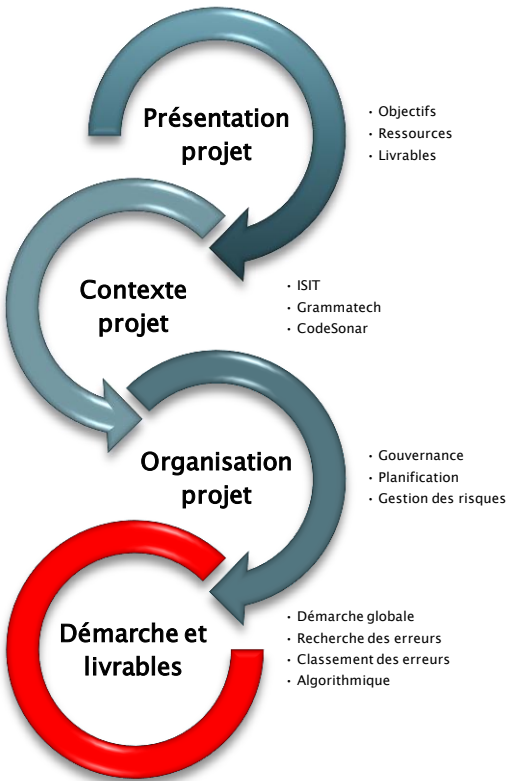 Présentation
projet
· Objectifs
· Ressources
· Livrables
Contexte
projet
· ISIT
· Grammatech
· CodeSonar
Organisation
projet
· Gouvernance
· Planification
· Gestion des risques
Démarche et
livrables
· Démarche globale
· Recherche des erreurs
· Classement des erreurs
· Algorithmique